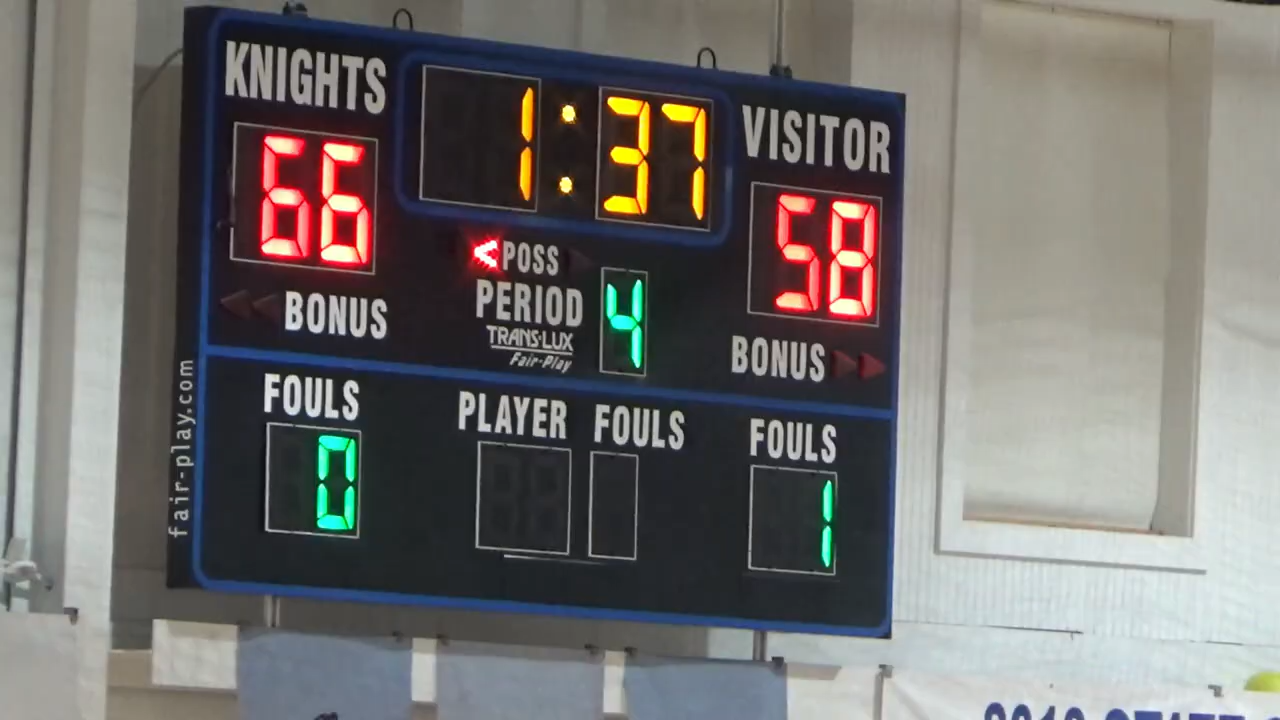 KNIGHTS
1:37
VISITOR
66
58
<POSS
PERIOD 4
BONUS
TRANS-LUX
Fair-Play
BONUS
FOULS
PLAYER FOULS
FOULS
0
1
fair-play.com